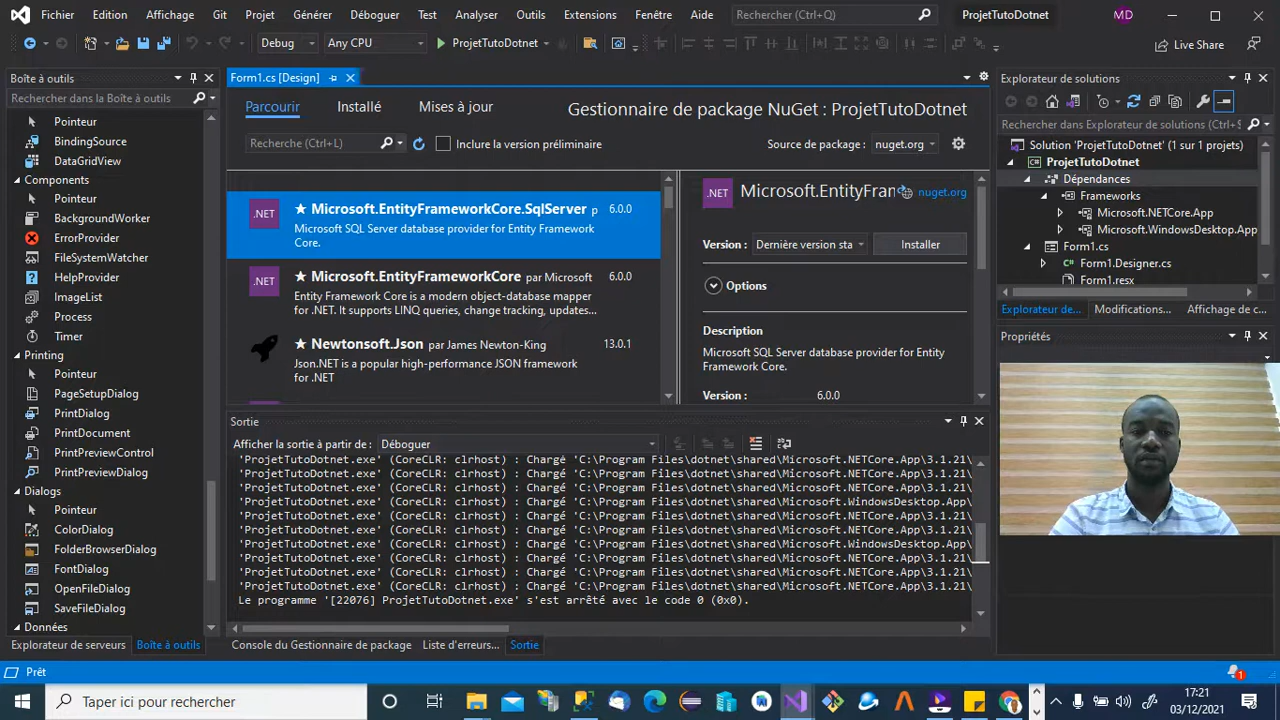 Fichier Edition Affichage Git Projet Générer Déboguer Test Analyser Outils Extensions Fenêtre Aide Rechercher (Ctrl+Q) ProjetTutoDotnet MD
Debug Any CPU ProjetTutoDotnet Live Share
Boîte à outils
Rechercher dans la Boîte à outils
Pointeur
BindingSource
DataGridView
Components
Pointeur
BackgroundWorker
ErrorProvider
FileSystemWatcher
HelpProvider
ImageList
Process
Timer
Printing
Pointeur
PageSetupDialog
PrintDialog
PrintDocument
PrintPreviewControl
PrintPreviewDialog
Dialogs
Pointeur
ColorDialog
FolderBrowserDialog
FontDialog
OpenFileDialog
SaveFileDialog
Données
Explorateur de serveurs Boîte à outils
Form1.cs [Design]
Parcourir Installé Mises à jour Gestionnaire de package NuGet : ProjetTutoDotnet
Recherche (Ctrl+L) Inclure la version préliminaire Source de package : nuget.org
.NET Microsoft.EntityFrameworkCore.SqlServer p 6.0.0
Microsoft SQL Server database provider for Entity Framework
Core.
.NET Microsoft.EntityFrameworkCore par Microsoft 6.0.0
Entity Framework Core is a modern object-database mapper
for .NET. It supports LINQ queries, change tracking, updates...
Newtonsoft.Json par James Newton-King 13.0.1
Json.NET is a popular high-performance JSON framework
for .NET
.NET Microsoft.EntityFran nuget.org
Version : Dernière version sta Installer
Options
Description
Microsoft SQL Server database provider for Entity
Framework Core.
Version : 6.0.0
Sortie
Afficher la sortie à partir de : Déboguer
'ProjetTutoDotnet.exe' (CoreCLR: clrhost) : Chargé 'C:\Program Files\dotnet\shared\Microsoft.NETCore.App\3.1.21\
'ProjetTutoDotnet.exe' (CoreCLR: clrhost) : Chargé 'C:\Program Files\dotnet\shared\Microsoft.NETCore.App\3.1.21\
'ProjetTutoDotnet.exe' (CoreCLR: clrhost) : Chargé 'C:\Program Files\dotnet\shared\Microsoft.NETCore.App\3.1.21\
'ProjetTutoDotnet.exe' (CoreCLR: clrhost) : Chargé 'C:\Program Files\dotnet\shared\Microsoft.WindowsDesktop.App\
'ProjetTutoDotnet.exe' (CoreCLR: clrhost) : Chargé 'C:\Program Files\dotnet\shared\Microsoft.NETCore.App\3.1.21\
'ProjetTutoDotnet.exe' (CoreCLR: clrhost) : Chargé 'C:\Program Files\dotnet\shared\Microsoft.NETCore.App\3.1.21\
'ProjetTutoDotnet.exe' (CoreCLR: clrhost) : Chargé 'C:\Program Files\dotnet\shared\Microsoft.WindowsDesktop.App\
'ProjetTutoDotnet.exe' (CoreCLR: clrhost) : Chargé 'C:\Program Files\dotnet\shared\Microsoft.NETCore.App\3.1.21\
'ProjetTutoDotnet.exe' (CoreCLR: clrhost) : Chargé 'C:\Program Files\dotnet\shared\Microsoft.NETCore.App\3.1.21\
'ProjetTutoDotnet.exe' (CoreCLR: clrhost) : Chargé 'C:\Program Files\dotnet\shared\Microsoft.NETCore.App\3.1.21\
Le programme '[22076] ProjetTutoDotnet.exe' s'est arrêté avec le code 0 (0x0).
Console du Gestionnaire de package Liste d'erreurs... Sortie
Explorateur de solutions
Rechercher dans Explorateur de solutions (Ctrl+S
Solution 'ProjetTutoDotnet' (1 sur 1 projets)
ProjetTutoDotnet
Dépendances
Frameworks
Microsoft.NETCore.App
Microsoft.WindowsDesktop.App
Form1.cs
Form1.Designer.cs
Form1.resx
Explorateur de... Modifications... Affichage de c...
Propriétés
Prêt 1
Taper ici pour rechercher
17:21
03/12/2021